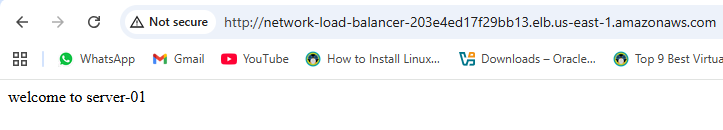 Not secure http://network-load-balancer-203e4ed17f29bb13.elb.us-east-1.amazonaws.com
WhatsApp Gmail YouTube How to Install Linux... Downloads – Oracle... Top 9 Best Virtua
welcome to server-01